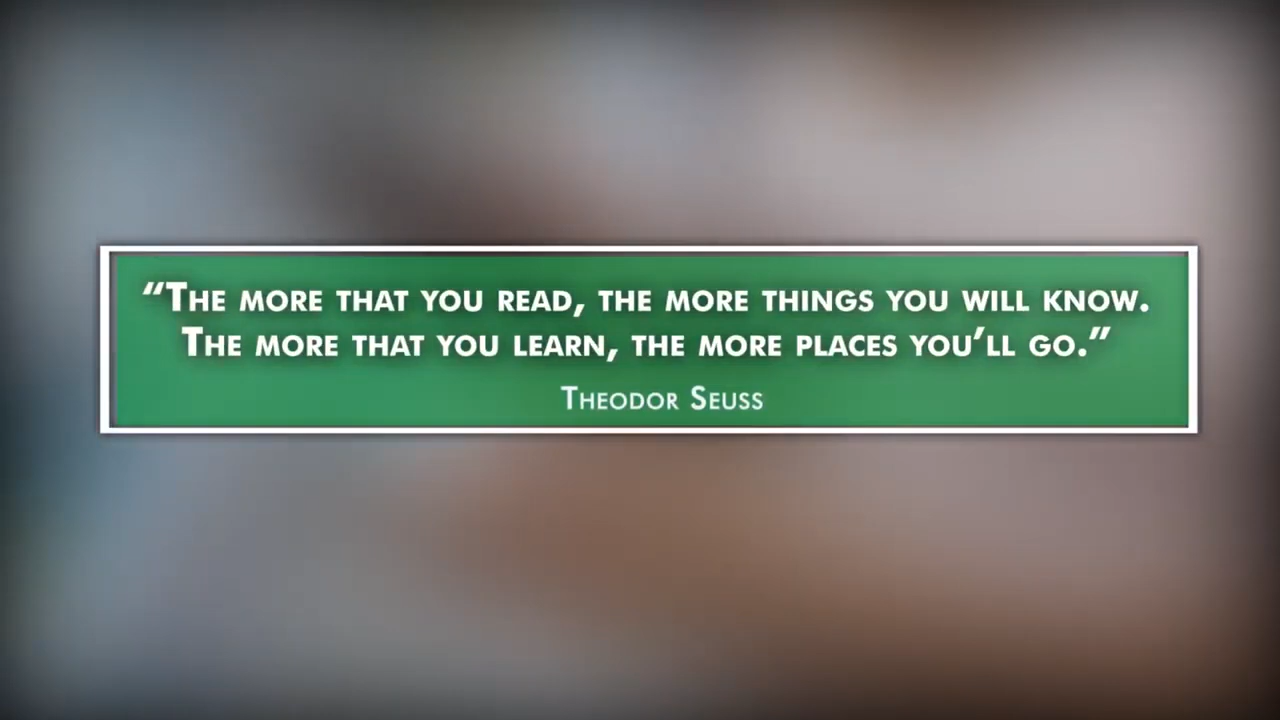 “The more that you read, the more things you will know.
The more that you learn, the more places you’ll go.”
Theodor Seuss